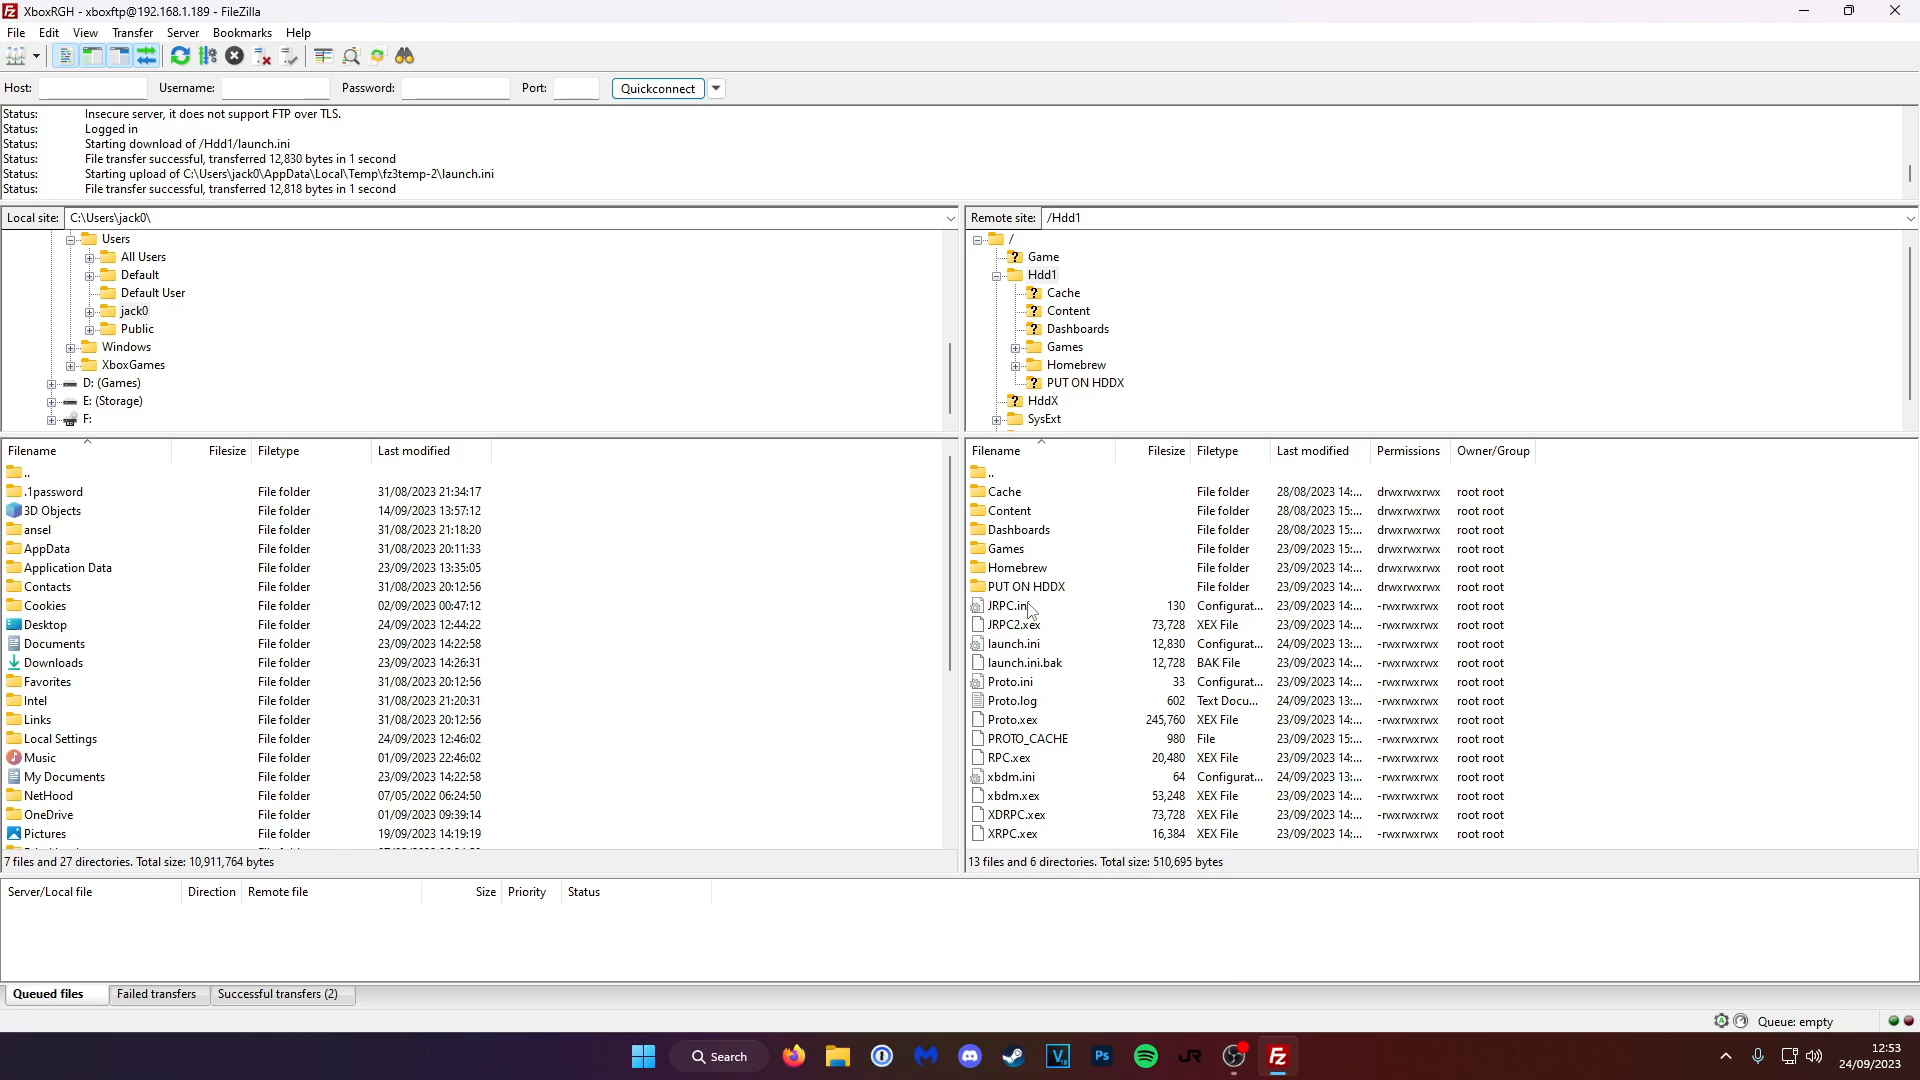 XboxRGH - xboxftp@192.168.1.189 - FileZilla
File Edit View Transfer Server Bookmarks Help
Host: Username: Password: Port: Quickconnect
Status: Insecure server, it does not support FTP over TLS.
Status: Logged in
Status: Starting download of /Hdd1/launch.ini
Status: File transfer successful, transferred 12,830 bytes in 1 second
Status: Starting upload of C:\Users\jack0\AppData\Local\Temp\fz3temp-2\launch.ini
Status: File transfer successful, transferred 12,818 bytes in 1 second
Local site: C:\Users\jack0\
Users
All Users
Default
Default User
jack0
Public
Windows
XboxGames
D: (Games)
E: (Storage)
F:
Remote site: /Hdd1
/
Game
Hdd1
Cache
Content
Dashboards
Games
Homebrew
PUT ON HDDX
HddX
SysExt
Filename Filesize Filetype Last modified
..
.1password File folder 31/08/2023 21:34:17
3D Objects File folder 14/09/2023 13:57:12
ansel File folder 31/08/2023 21:18:20
AppData File folder 31/08/2023 20:11:33
Application Data File folder 23/09/2023 13:35:05
Contacts File folder 31/08/2023 20:12:56
Cookies File folder 02/09/2023 00:47:12
Desktop File folder 24/09/2023 12:44:22
Documents File folder 23/09/2023 14:22:58
Downloads File folder 23/09/2023 14:26:31
Favorites File folder 31/08/2023 20:12:56
Intel File folder 31/08/2023 21:20:31
Links File folder 31/08/2023 20:12:56
Local Settings File folder 24/09/2023 12:46:02
Music File folder 01/09/2023 22:46:02
My Documents File folder 23/09/2023 14:22:58
NetHood File folder 07/05/2022 06:24:50
OneDrive File folder 01/09/2023 09:39:14
Pictures File folder 19/09/2023 14:19:19
7 files and 27 directories. Total size: 10,911,764 bytes
Filename Filesize Filetype Last modified Permissions Owner/Group
..
Cache File folder 28/08/2023 14:... drwxrwxrwx root root
Content File folder 28/08/2023 15:... drwxrwxrwx root root
Dashboards File folder 28/08/2023 15:... drwxrwxrwx root root
Games File folder 23/09/2023 15:... drwxrwxrwx root root
Homebrew File folder 23/09/2023 14:... drwxrwxrwx root root
PUT ON HDDX File folder 23/09/2023 14:... drwxrwxrwx root root
JRPC.ini 130 Configurat... 23/09/2023 14:... -rwxrwxrwx root root
JRPC2.xex 73,728 XEX File 23/09/2023 14:... -rwxrwxrwx root root
launch.ini 12,830 Configurat... 24/09/2023 13:... -rwxrwxrwx root root
launch.ini.bak 12,728 BAK File 23/09/2023 14:... -rwxrwxrwx root root
Proto.ini 33 Configurat... 23/09/2023 14:... -rwxrwxrwx root root
Proto.log 602 Text Docu... 24/09/2023 13:... -rwxrwxrwx root root
Proto.xex 245,760 XEX File 23/09/2023 14:... -rwxrwxrwx root root
PROTO_CACHE 980 File 23/09/2023 15:... -rwxrwxrwx root root
RPC.xex 20,480 XEX File 23/09/2023 14:... -rwxrwxrwx root root
xbdm.ini 64 Configurat... 24/09/2023 13:... -rwxrwxrwx root root
xbdm.xex 53,248 XEX File 23/09/2023 14:... -rwxrwxrwx root root
XDRPC.xex 73,728 XEX File 23/09/2023 14:... -rwxrwxrwx root root
XRPC.xex 16,384 XEX File 23/09/2023 14:... -rwxrwxrwx root root
13 files and 6 directories. Total size: 510,695 bytes
Server/Local file Direction Remote file Size Priority Status
Queued files Failed transfers Successful transfers (2)
Queue: empty
Search
12:53
24/09/2023